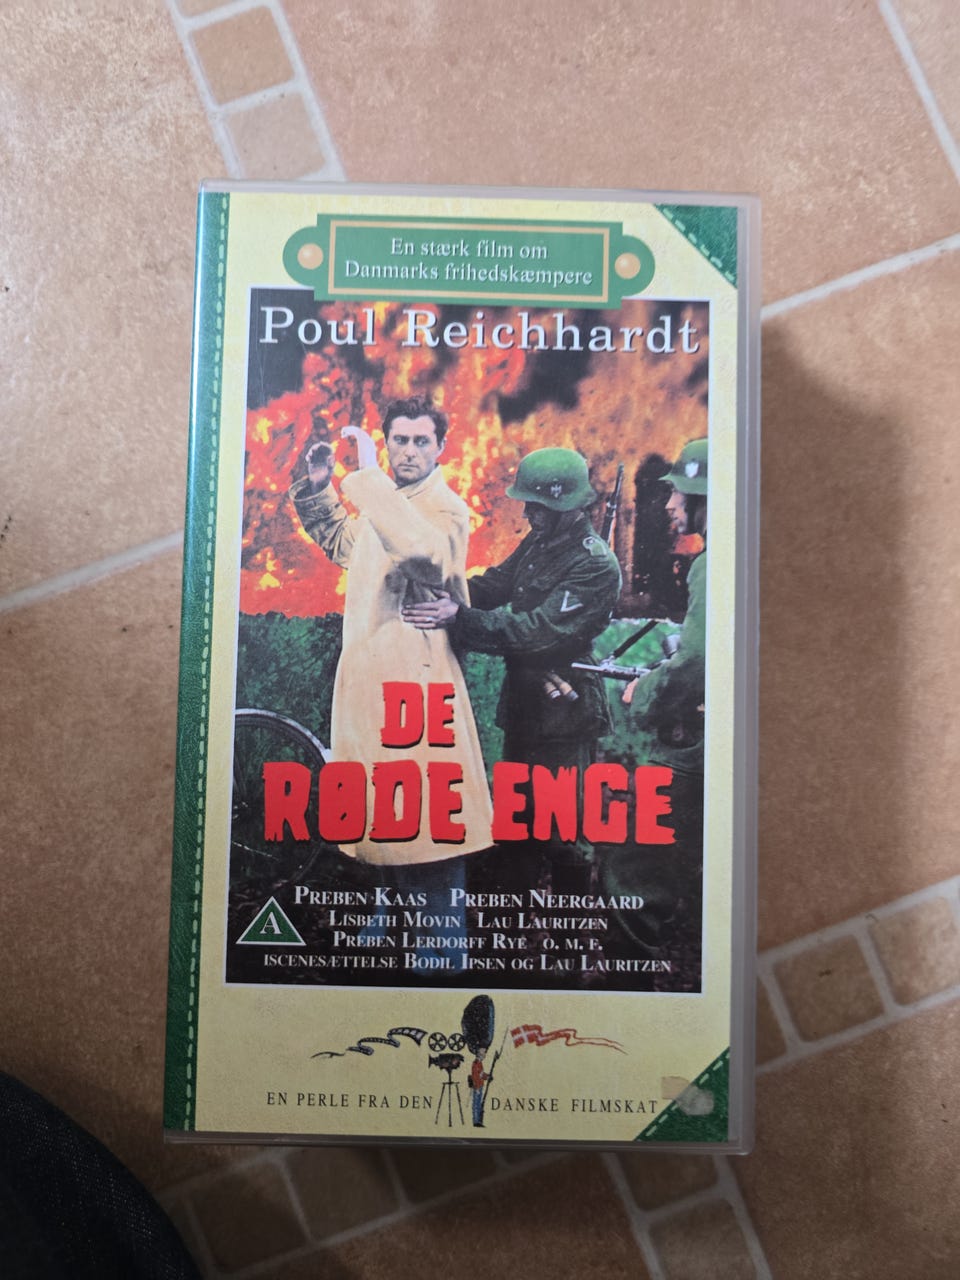 En stærk film om
Danmarks frihedskæmpere
Poul Reichhardt
DE
RØDE ENGE
PREBEN KAAS PREBEN NEERGAARD
LISBETH MOVIN LAU LAURITZEN
A
PREBEN LERDORFF RYE O. M. F.
ISCENESÆTTELSE BODIL IPSEN OG LAU LAURITZEN
EN PERLE FRA DEN DANSKE FILMSKAT